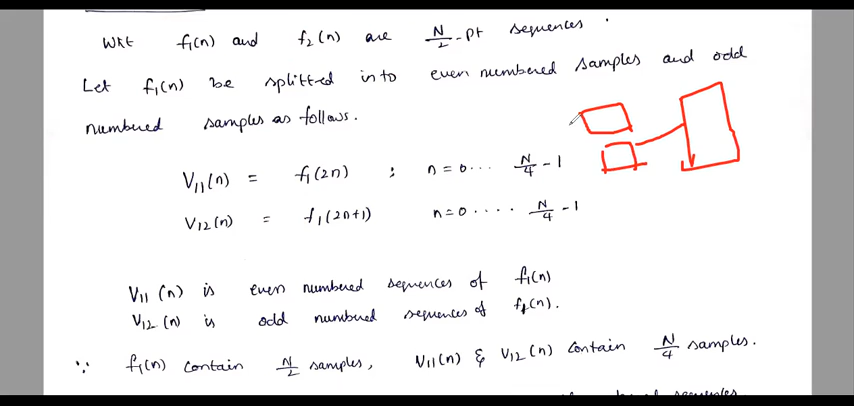 WKT f₁(n) and f₂(n) are N/2 - pt sequences.
Let f₁(n) be splitted into even numbered samples and odd
numbered samples as follows.
V₁₁(n) = f₁(2n) ; n = 0 ... N/4 - 1
V₁₂(n) = f₁(2n+1) n = 0 .... N/4 - 1
V₁₁(n) is even numbered sequences of f₁(n)
V₁₂(n) is odd numbered sequences of f₁(n).
∵ f₁(n) contain N/2 samples, V₁₁(n) & V₁₂(n) contain N/4 samples.